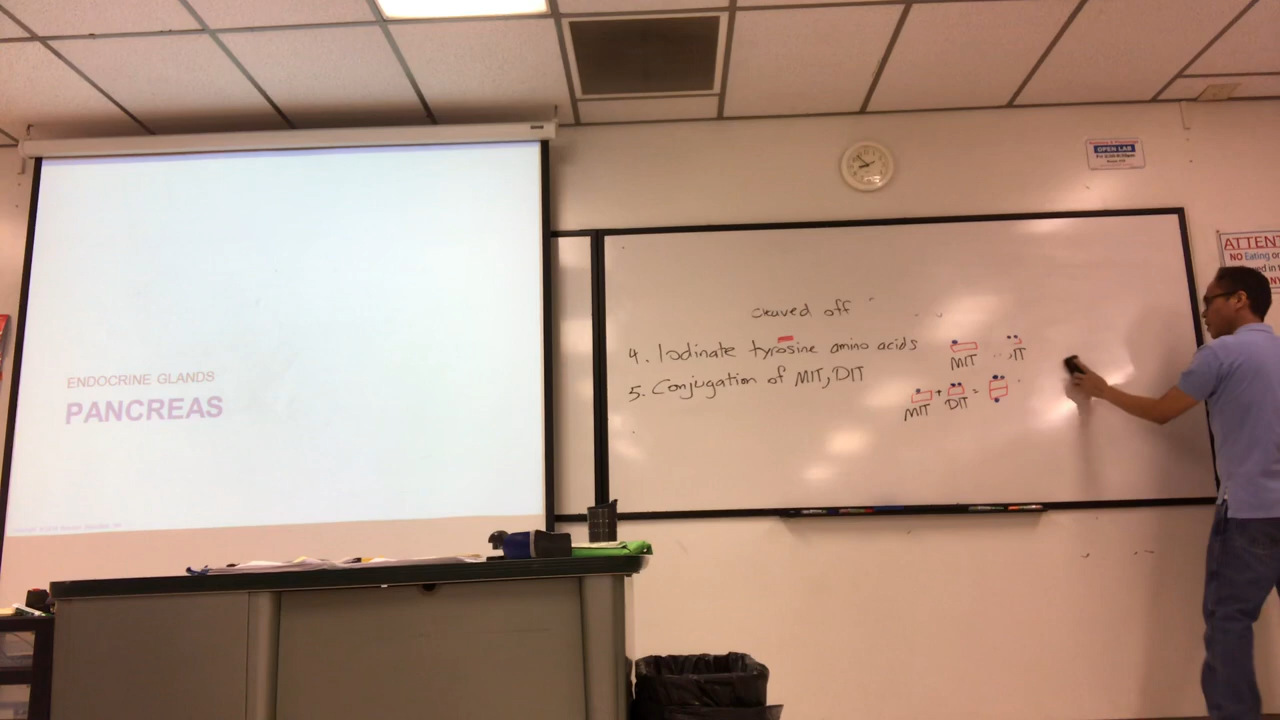 ENDOCRINE GLANDS
PANCREAS
cleaved off
4. Iodinate tyrosine amino acids
MIT
IT
5. Conjugation of MIT, DIT
+ =
MIT DIT
OPEN LAB
ATTEN
NO Eating or